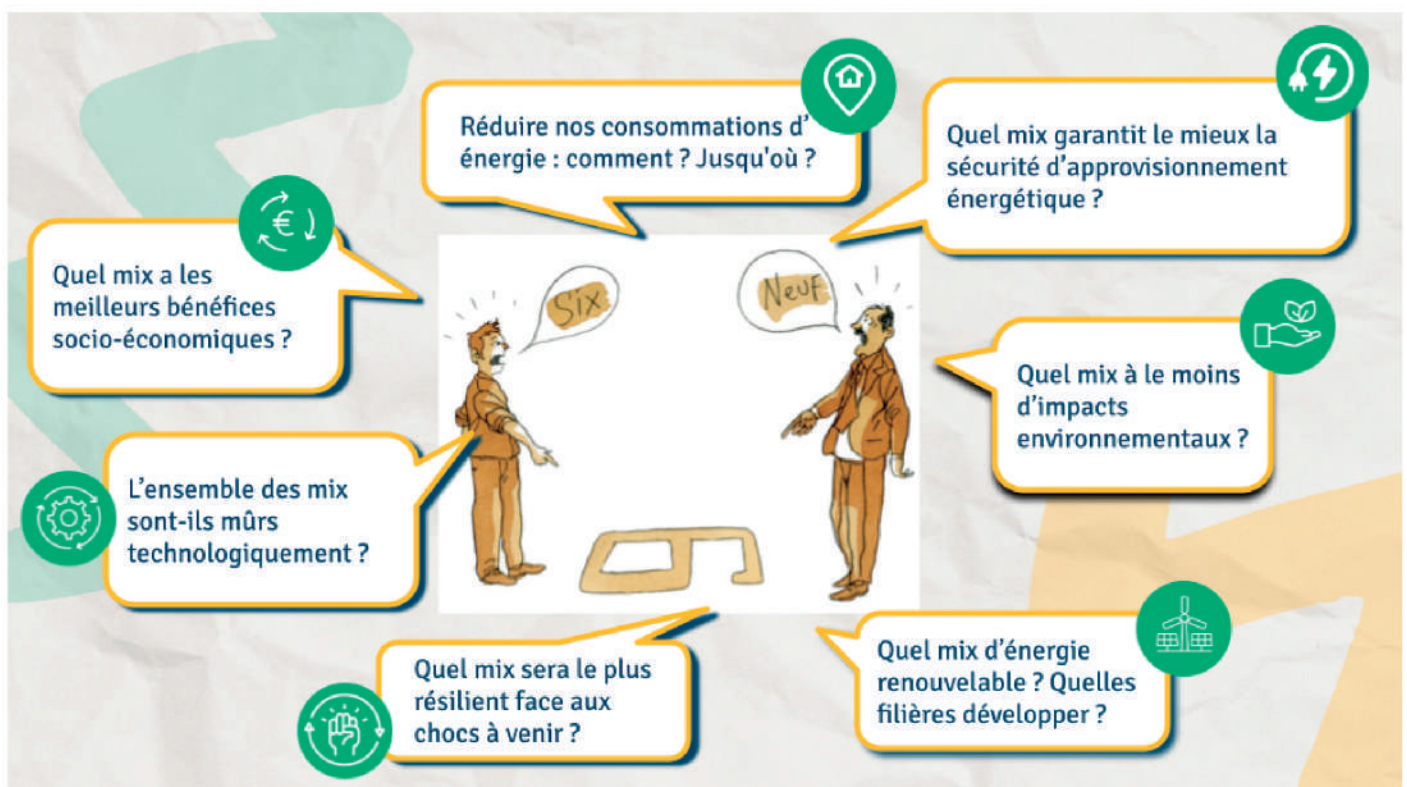 Réduire nos consommations d'
énergie : comment ? Jusqu'où ?
Quel mix garantit le mieux la
sécurité d’approvisionnement
énergétique ?
Quel mix a les
meilleurs bénéfices
socio-économiques ?
€
Six
Neuf
Quel mix à le moins
d’impacts
environnementaux ?
L’ensemble des mix
sont-ils mûrs
technologiquement ?
6
Quel mix sera le plus
résilient face aux
chocs à venir ?
Quel mix d’énergie
renouvelable ? Quelles
filières développer ?